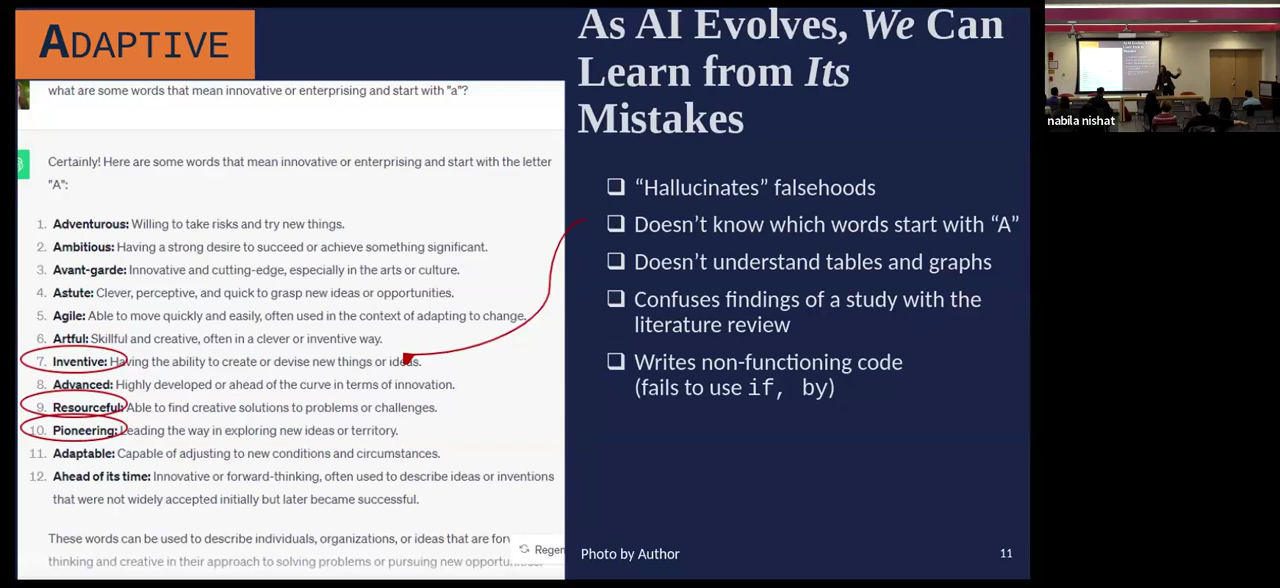 ADAPTIVE
what are some words that mean innovative or enterprising and start with "a"?
Certainly! Here are some words that mean innovative or enterprising and start with the letter
"A":
1. Adventurous: Willing to take risks and try new things.
2. Ambitious: Having a strong desire to succeed or achieve something significant.
3. Avant-garde: Innovative and cutting-edge, especially in the arts or culture.
4. Astute: Clever, perceptive, and quick to grasp new ideas or opportunities.
5. Agile: Able to move quickly and easily, often used in the context of adapting to change.
6. Artful: Skillful and creative, often in a clever or inventive way.
7. Inventive: Having the ability to create or devise new things or ideas.
8. Advanced: Highly developed or ahead of the curve in terms of innovation.
9. Resourceful: Able to find creative solutions to problems or challenges.
10. Pioneering: Leading the way in exploring new ideas or territory.
11. Adaptable: Capable of adjusting to new conditions and circumstances.
12. Ahead of its time: Innovative or forward-thinking, often used to describe ideas or inventions
that were not widely accepted initially but later became successful.
These words can be used to describe individuals, organizations, or ideas that are
thinking and creative in their approach to solving problems or pursuing new
Regen
As AI Evolves, We Can
Learn from Its
Mistakes
❑ “Hallucinates” falsehoods
❑ Doesn’t know which words start with “A”
❑ Doesn’t understand tables and graphs
❑ Confuses findings of a study with the
literature review
❑ Writes non-functioning code
(fails to use if, by)
Photo by Author
11
nabila nishat